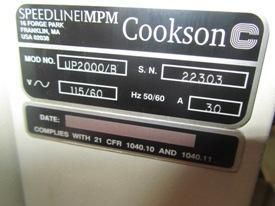 SPEEDLINE MPM
16 FORGE PARK
FRANKLIN, MA
USA 02038
Cookson C
MOD NO. UP2000/B S. N. 22303
V~ 115/60 Hz 50/60 A 30
DATE:
COMPLIES WITH 21 CFR 1040.10 AND 1040.11